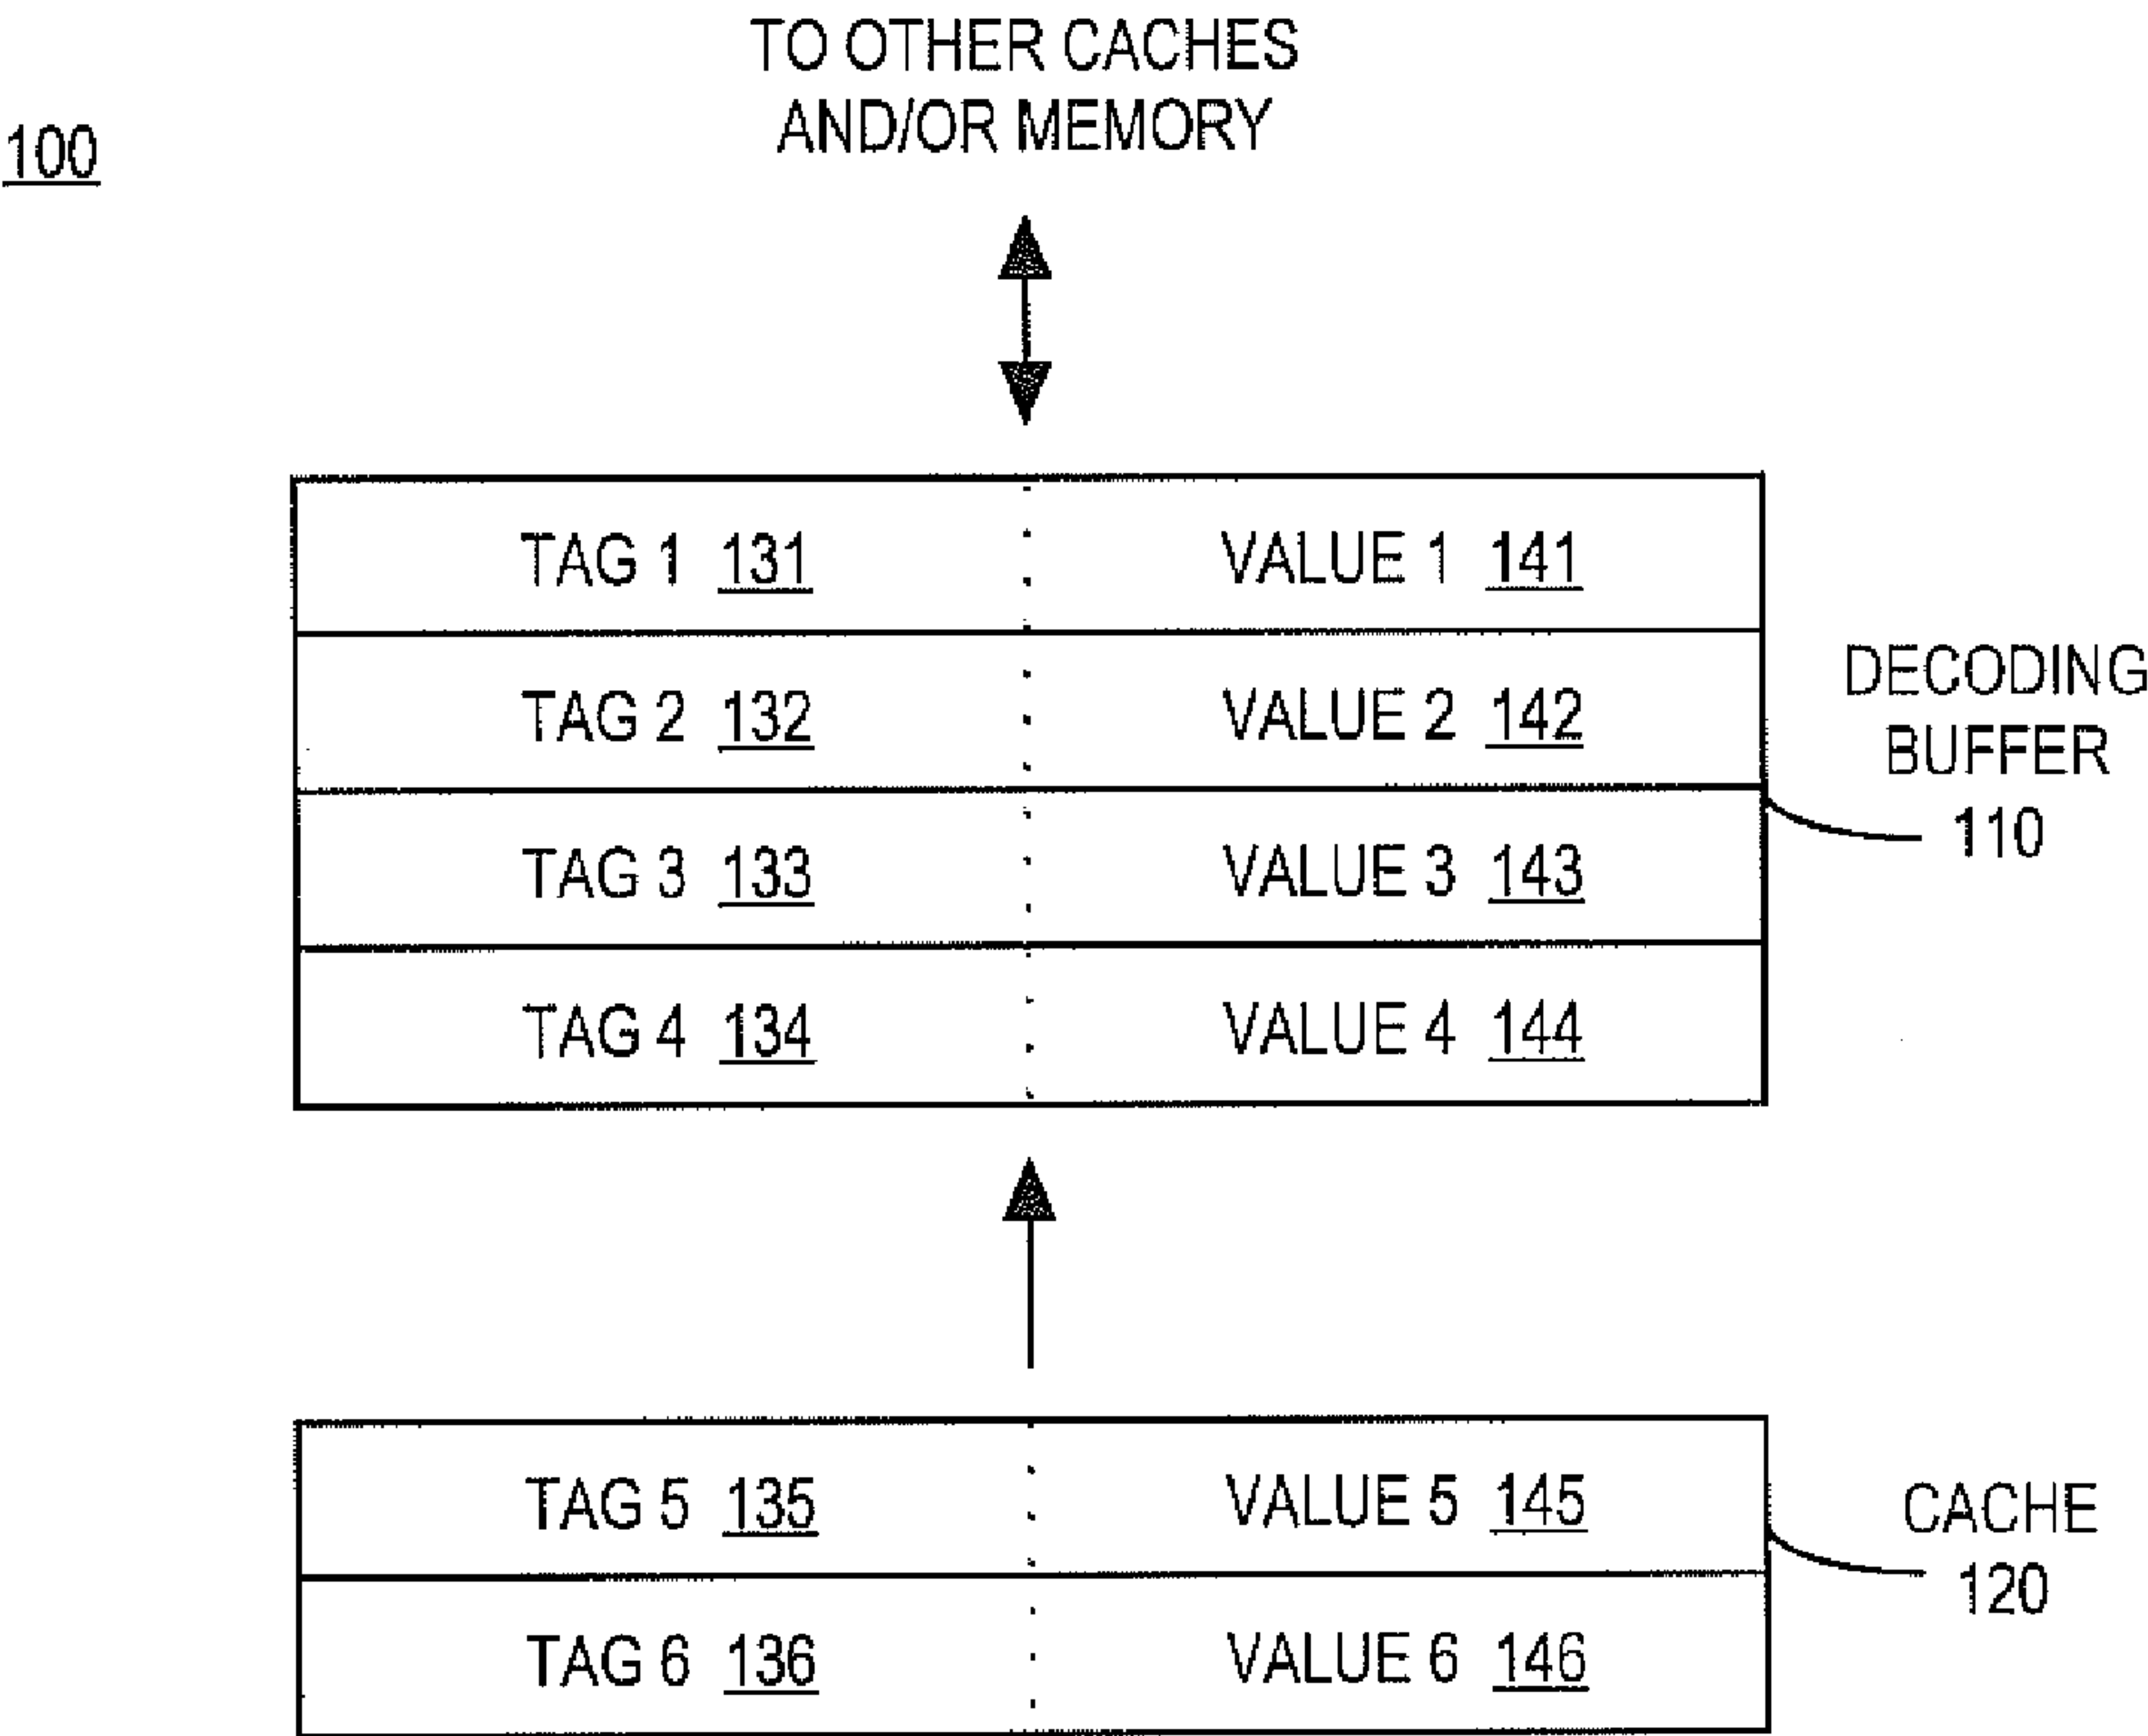 TO OTHER CACHES
AND/OR MEMORY
100
TAG 1 131 VALUE 1 141
TAG 2 132 VALUE 2 142
DECODING
BUFFER
110
TAG 3 133 VALUE 3 143
TAG 4 134 VALUE 4 144
TAG 5 135 VALUE 5 145
CACHE
120
TAG 6 136 VALUE 6 146